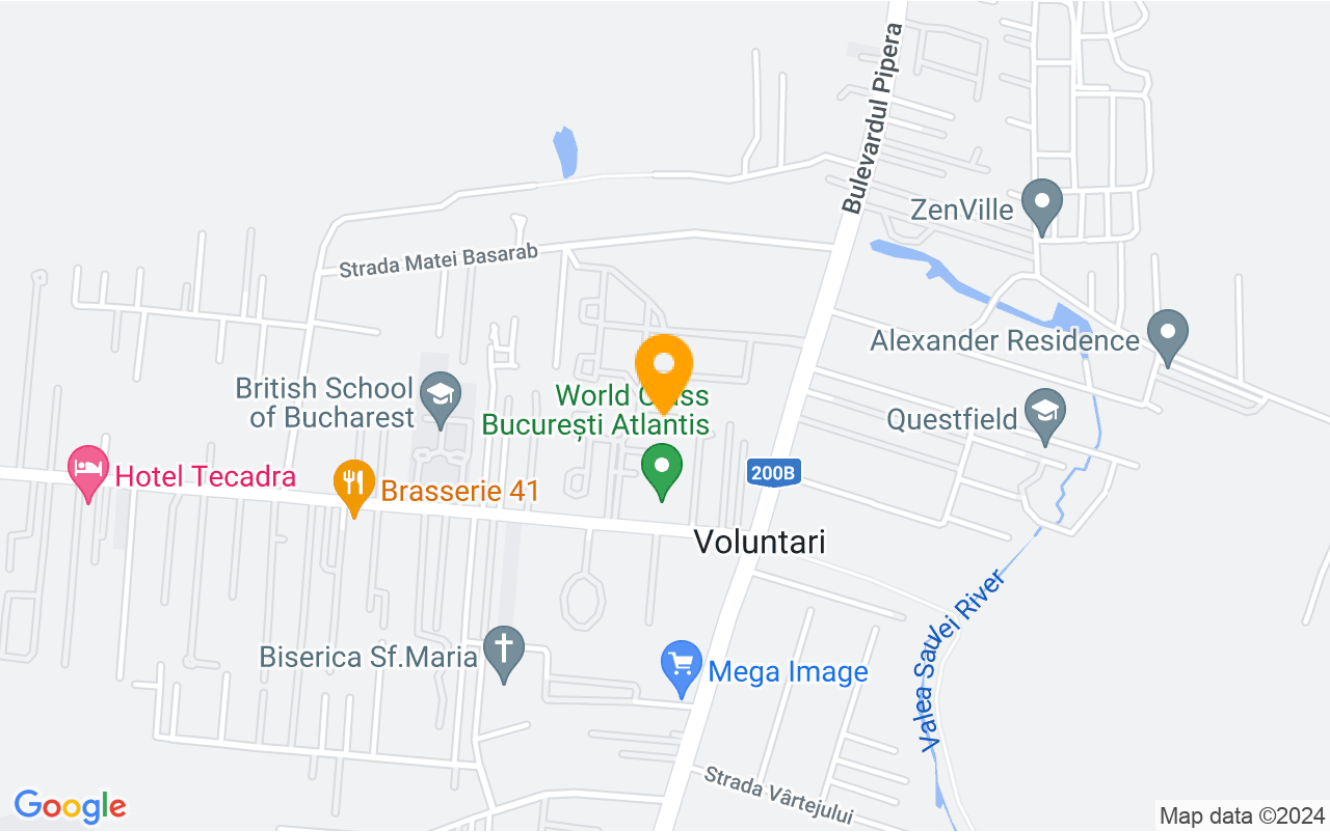 Bulevardul Pipera
ZenVille
Strada Matei Basarab
Alexander Residence
British School
of Bucharest
World
București Atlantis
Questfield
Hotel Tecadra
Brasserie 41
200B
Voluntari
Valea Saulei River
Biserica Sf.Maria
Mega Image
Strada Vârtejului
Google
Map data ©2024